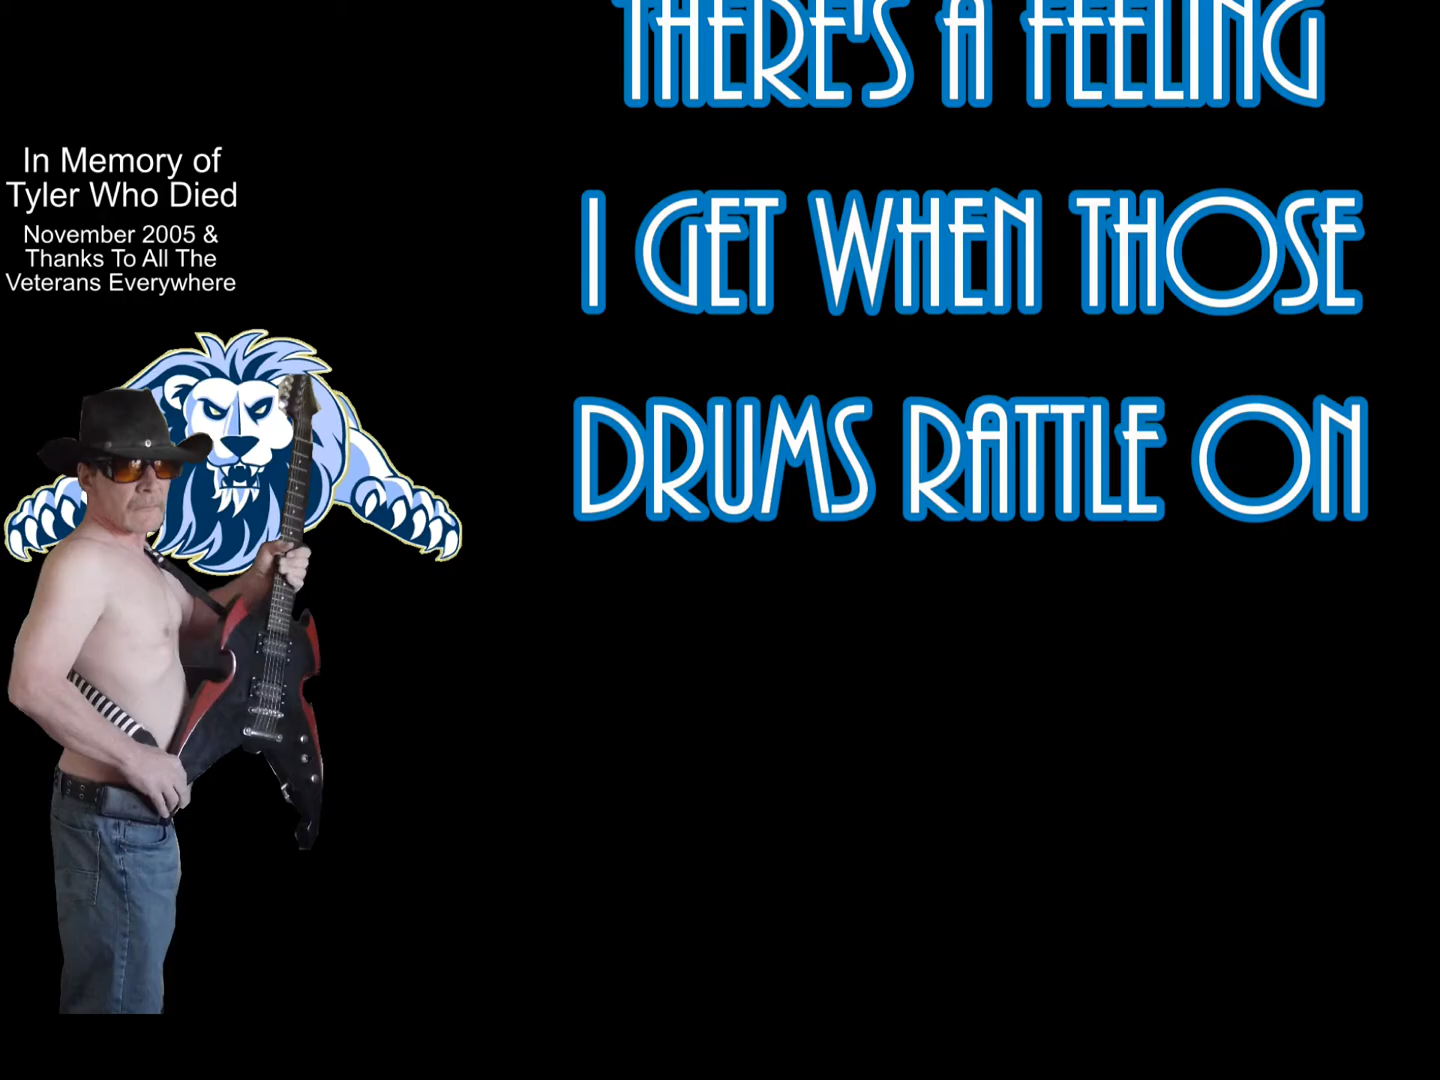 THERE'S A FEELING
I GET WHEN THOSE
DRUMS RATTLE ON
In Memory of
Tyler Who Died
November 2005 &
Thanks To All The
Veterans Everywhere